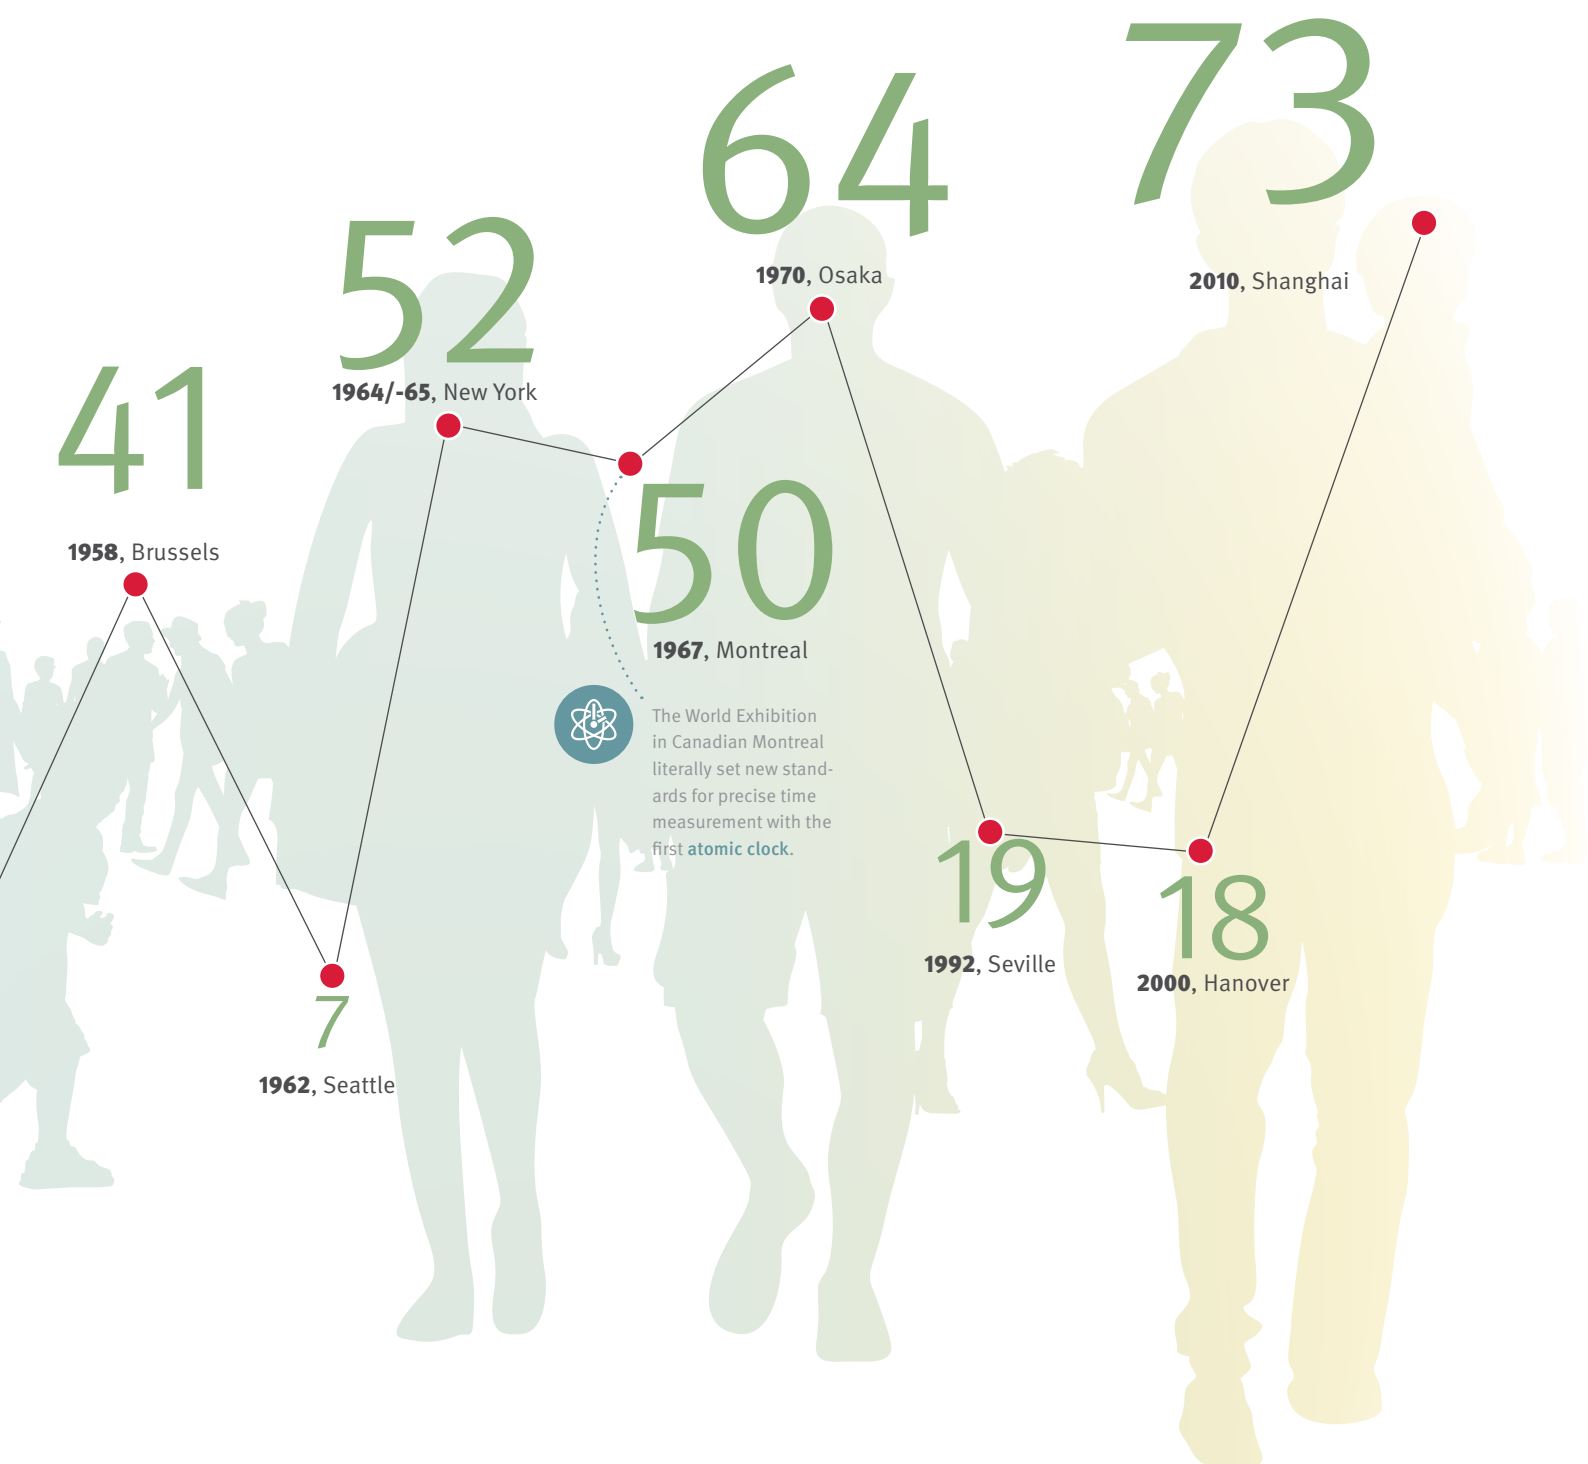 41
1958, Brussels
7
1962, Seattle
52
1964/-65, New York
50
1967, Montreal
The World Exhibition
in Canadian Montreal
literally set new stand-
ards for precise time
measurement with the
first atomic clock.
64
1970, Osaka
19
1992, Seville
18
2000, Hanover
73
2010, Shanghai